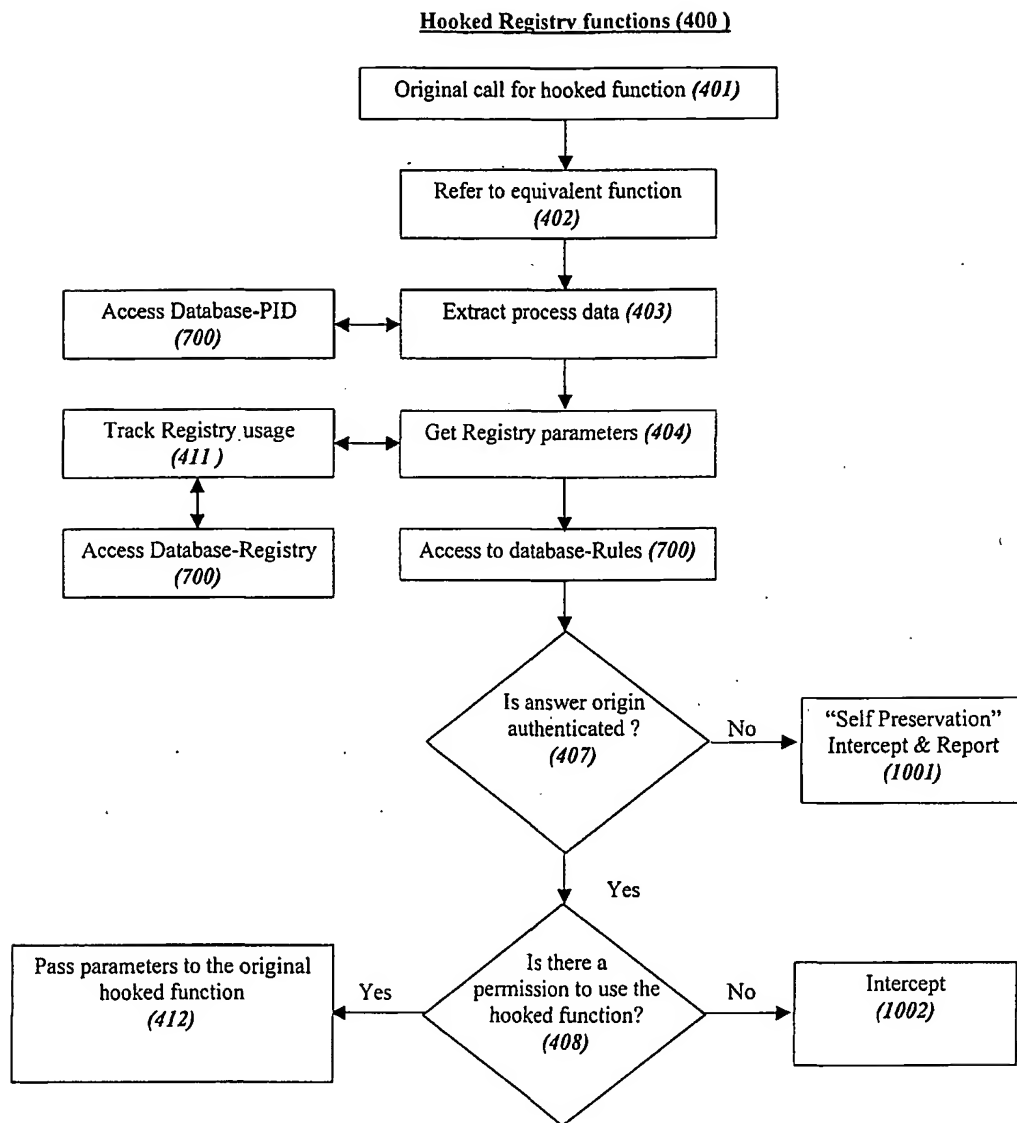 Hooked Registry functions (400 )
Original call for hooked function (401)
Refer to equivalent function
(402)
Access Database-PID
(700)
Extract process data (403)
Track Registry usage
(411 )
Get Registry parameters (404)
Access Database-Registry
(700)
Access to database-Rules (700)
Is answer origin
authenticated ?
(407)
No
"Self Preservation"
Intercept & Report
(1001)
Yes
Pass parameters to the original
hooked function
(412)
Yes
Is there a
permission to use the
hooked function?
(408)
No
Intercept
(1002)